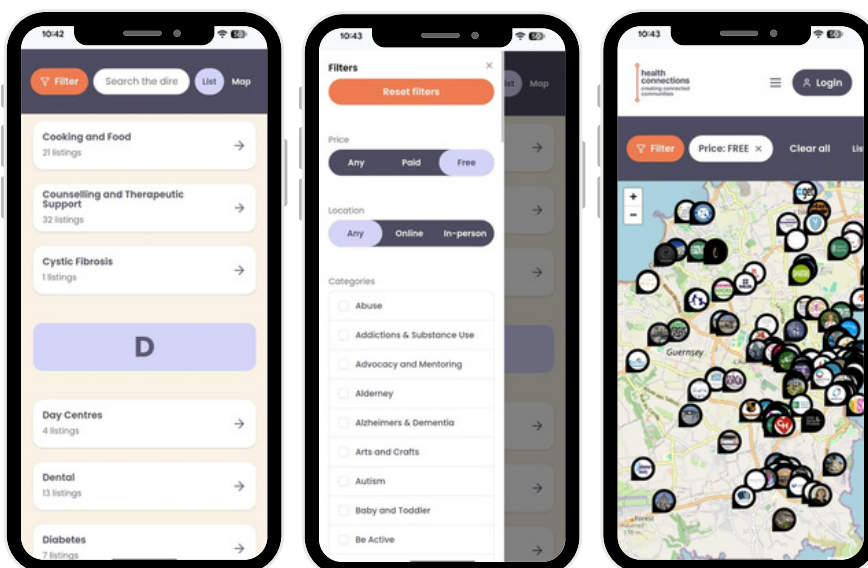 10:42
Filter
Search the dire
List
Map
Cooking and Food
21 listings
Counselling and Therapeutic
Support
32 listings
Cystic Fibrosis
1 listings
D
Day Centres
4 listings
Dental
13 listings
Diabetes
7 listings
10:43
Filters
×
Reset filters
ist
Map
Price
Any
Paid
Free
Location
Any
Online
In-person
Categories
Abuse
Addictions & Substance Use
Advocacy and Mentoring
Alderney
Alzheimers & Dementia
Arts and Crafts
Autism
Baby and Toddler
Be Active
10:43
health
connections
creating connected
communities
Login
Filter
Price: FREE ×
Clear all
Lis
+
−
Guernsey
Forest